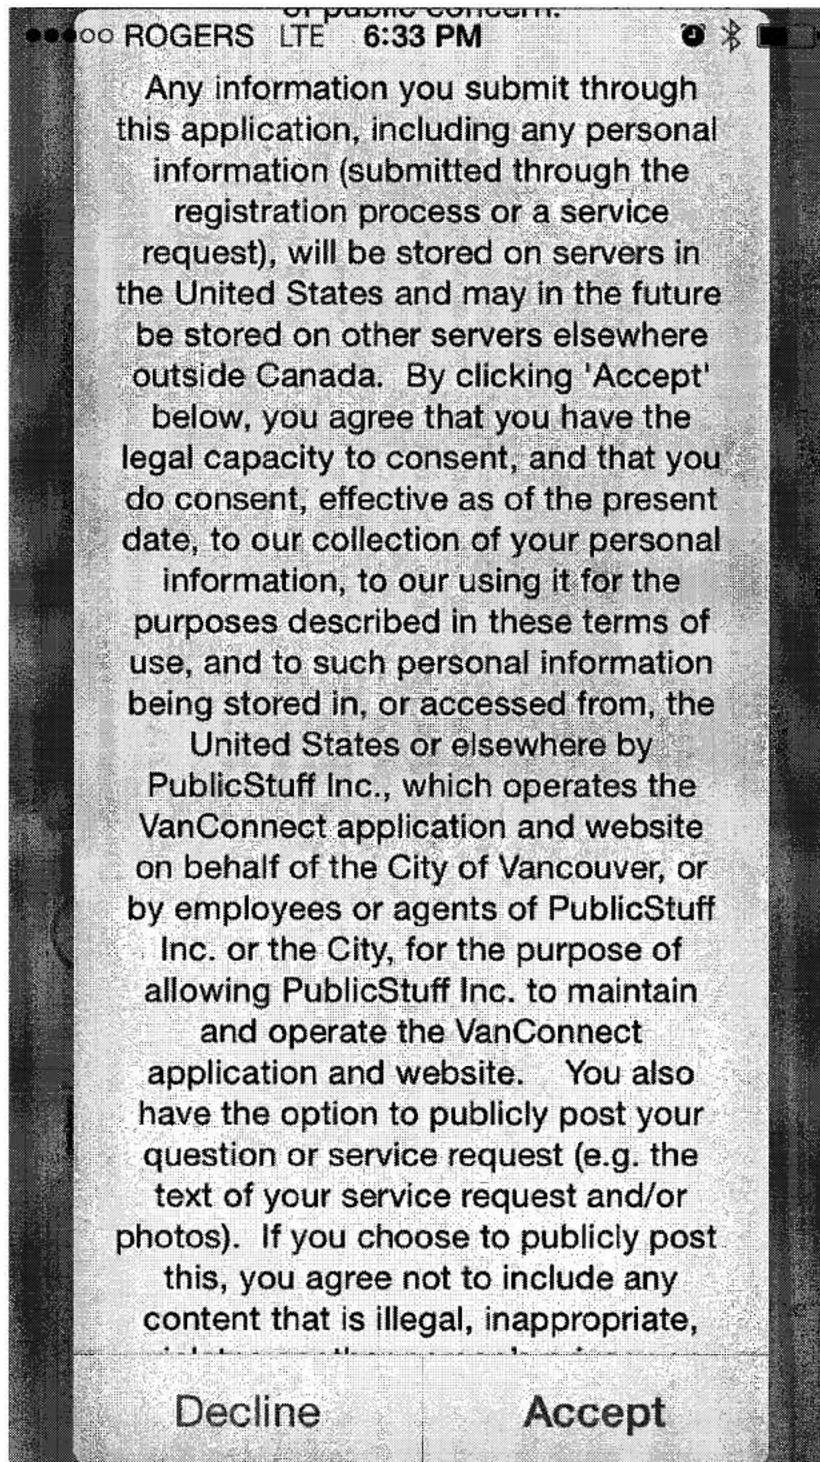 of public concern.
ROGERS LTE 6:33 PM
Any information you submit through
this application, including any personal
information (submitted through the
registration process or a service
request), will be stored on servers in
the United States and may in the future
be stored on other servers elsewhere
outside Canada.  By clicking 'Accept'
below, you agree that you have the
legal capacity to consent, and that you
do consent, effective as of the present
date, to our collection of your personal
information, to our using it for the
purposes described in these terms of
use, and to such personal information
being stored in, or accessed from, the
United States or elsewhere by
PublicStuff Inc., which operates the
VanConnect application and website
on behalf of the City of Vancouver, or
by employees or agents of PublicStuff
Inc. or the City, for the purpose of
allowing PublicStuff Inc. to maintain
and operate the VanConnect
application and website.    You also
have the option to publicly post your
question or service request (e.g. the
text of your service request and/or
photos).  If you choose to publicly post
this, you agree not to include any
content that is illegal, inappropriate,
Decline Accept